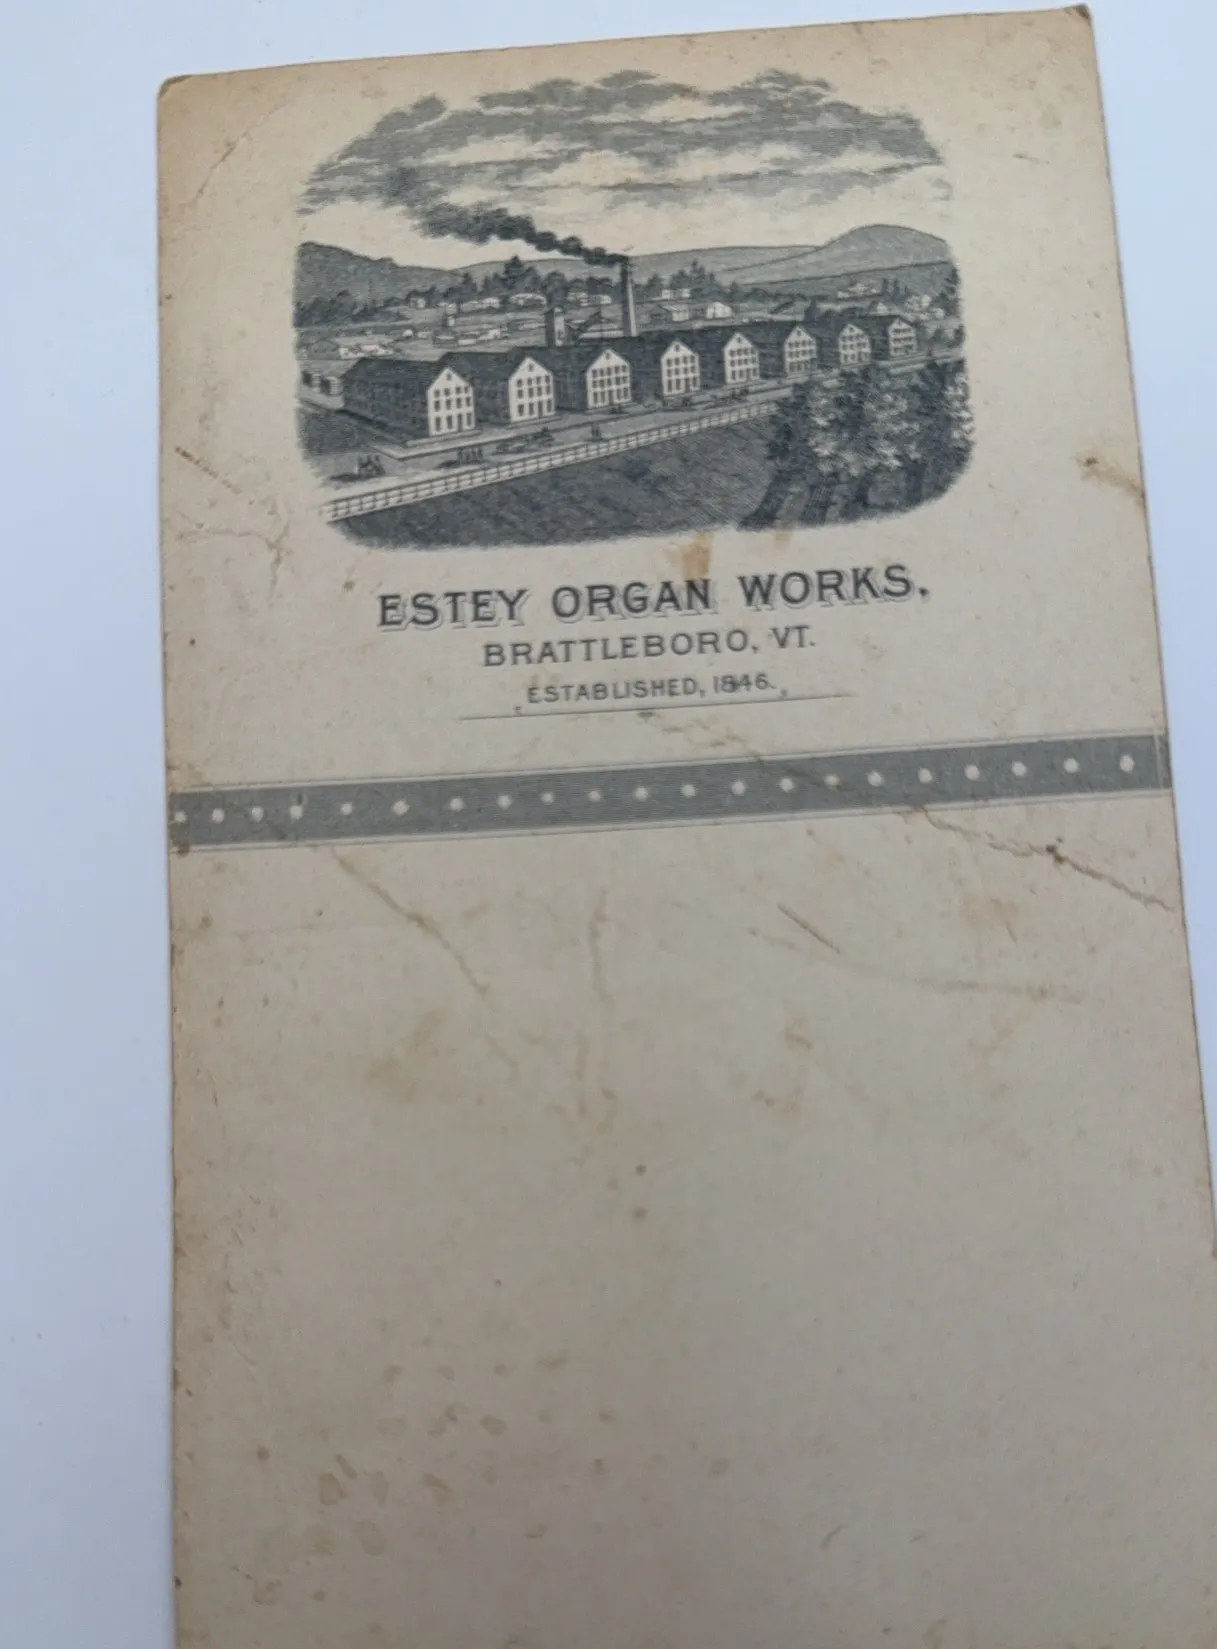 ESTEY ORGAN WORKS,
BRATTLEBORO, VT.
ESTABLISHED, 1846.